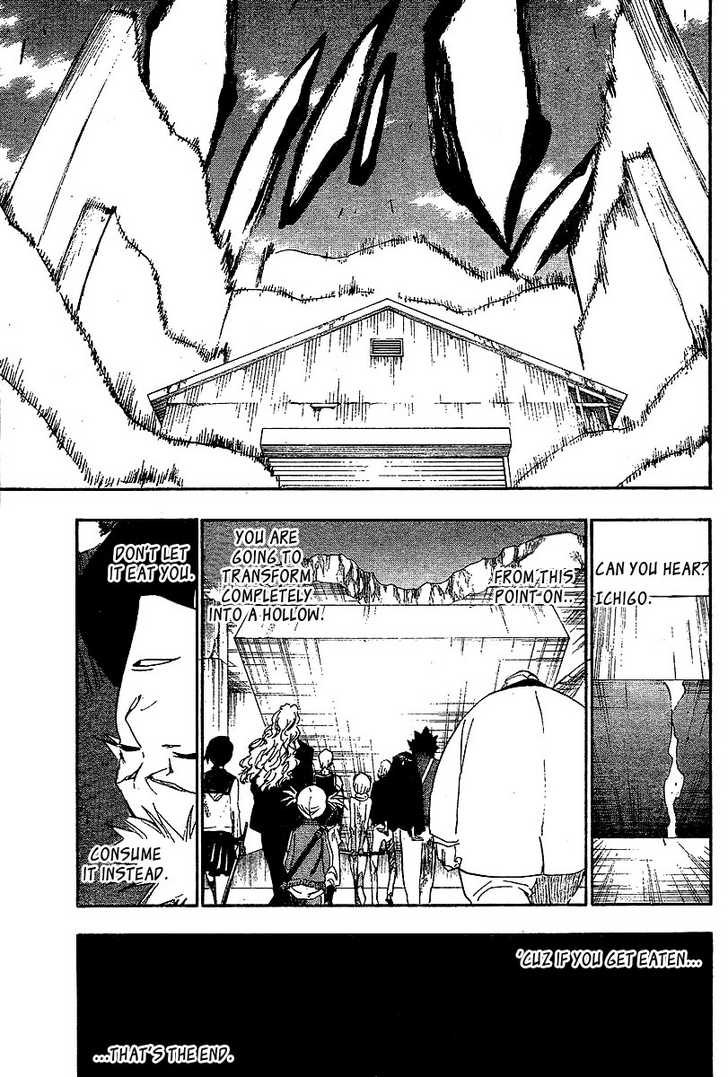 CAN YOU HEAR?
ICHIGO.
FROM THIS
POINT ON...
YOU ARE
GOING TO
TRANSFORM
COMPLETELY
INTO A HOLLOW.
DON'T LET
IT EAT YOU.
CONSUME
IT INSTEAD.
'CUZ IF YOU GET EATEN...
...THAT'S THE END.